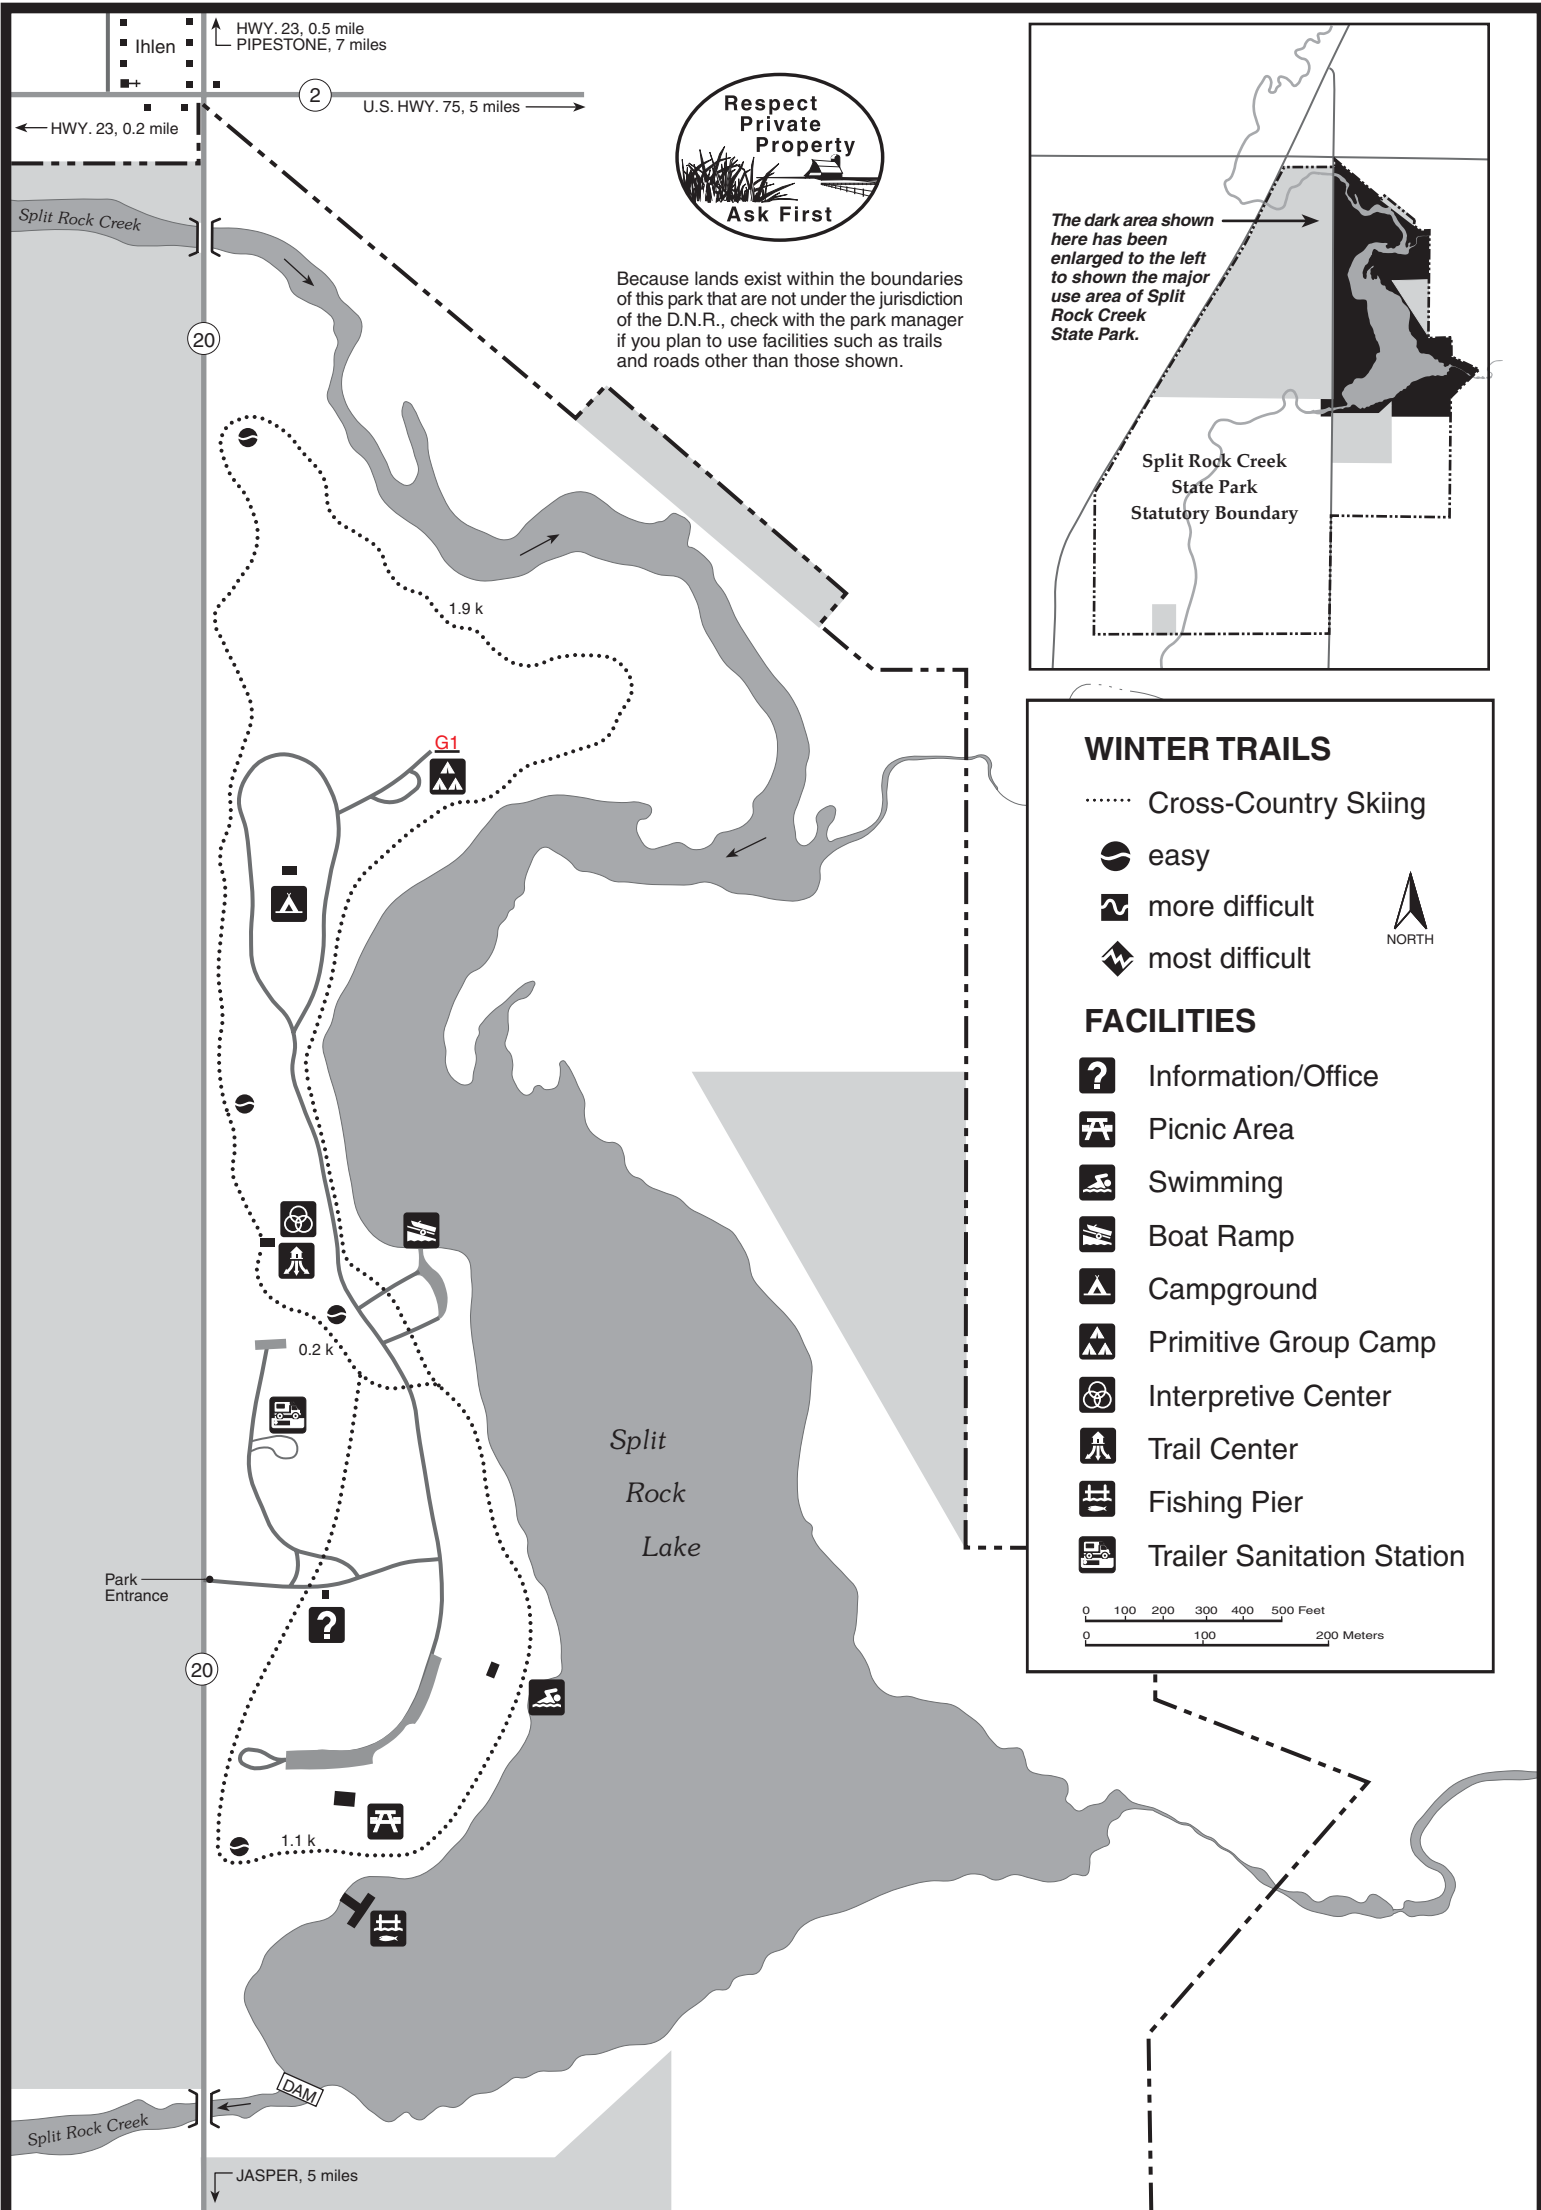 HWY. 23, 0.5 mile
PIPESTONE, 7 miles
Ihlen
2
U.S. HWY. 75, 5 miles
HWY. 23, 0.2 mile
Respect
Private
Property
Ask First
Split Rock Creek
20
Because lands exist within the boundaries
of this park that are not under the jurisdiction
of the D.N.R., check with the park manager
if you plan to use facilities such as trails
and roads other than those shown.
The dark area shown
here has been
enlarged to the left
to shown the major
use area of Split
Rock Creek
State Park.
Split Rock Creek
State Park
Statutory Boundary
1.9 k
G1
WINTER TRAILS
Cross-Country Skiing
easy
more difficult
most difficult
NORTH
FACILITIES
? Information/Office
Picnic Area
Swimming
Boat Ramp
Campground
Primitive Group Camp
Interpretive Center
Trail Center
Fishing Pier
Trailer Sanitation Station
0 100 200 300 400 500 Feet
0 100 200 Meters
0.2 k
Split
Rock
Lake
Park
Entrance
?
20
1.1 k
DAM
Split Rock Creek
JASPER, 5 miles